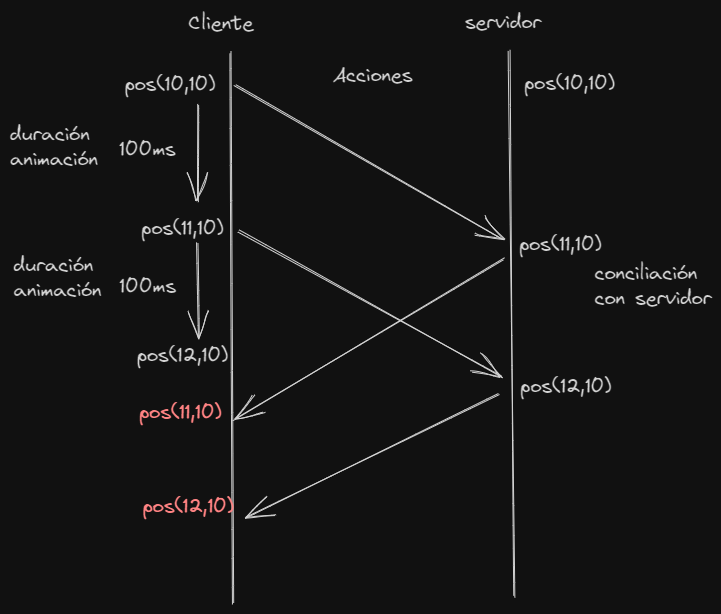 Cliente
servidor
pos(10,10)
Acciones
pos(10,10)
duración
animación
100ms
pos(11,10)
pos(11,10)
duración
animación
100ms
conciliación
con servidor
pos(12,10)
pos(12,10)
pos(11,10)
pos(12,10)